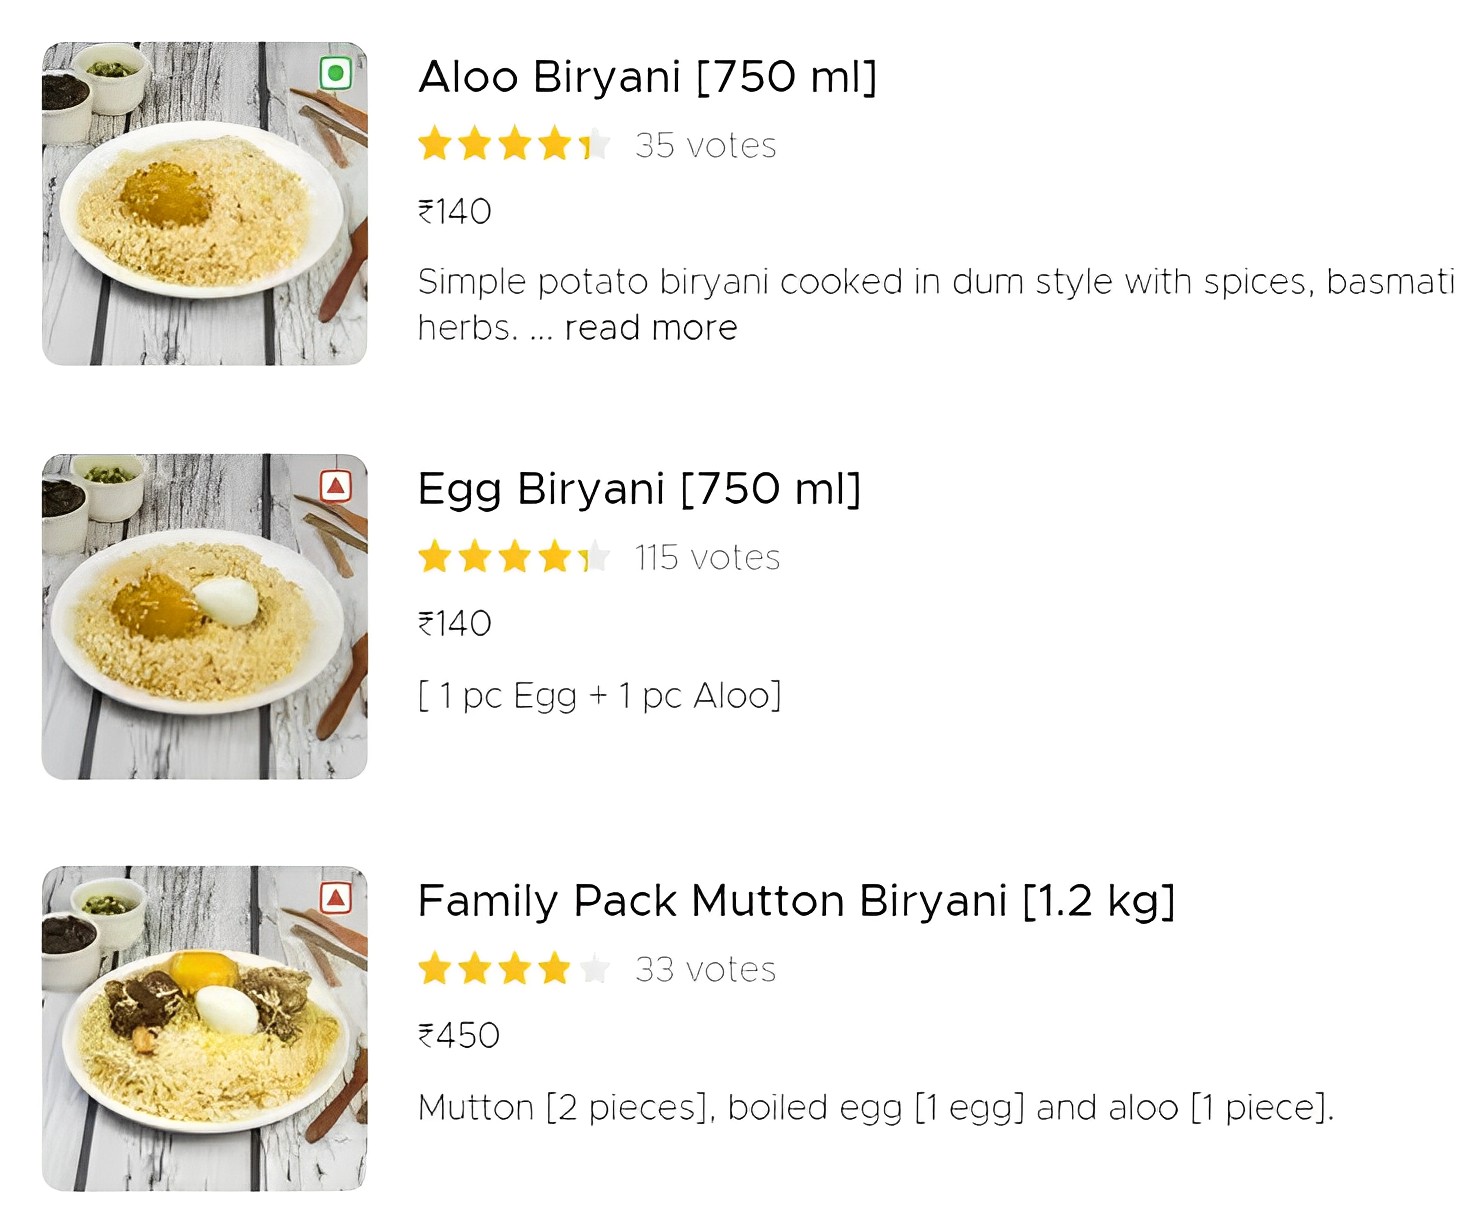 Aloo Biryani [750 ml]
35 votes
₹140
Simple potato biryani cooked in dum style with spices, basmati
herbs. ... read more
Egg Biryani [750 ml]
115 votes
₹140
[ 1 pc Egg + 1 pc Aloo]
Family Pack Mutton Biryani [1.2 kg]
33 votes
₹450
Mutton [2 pieces], boiled egg [1 egg] and aloo [1 piece].